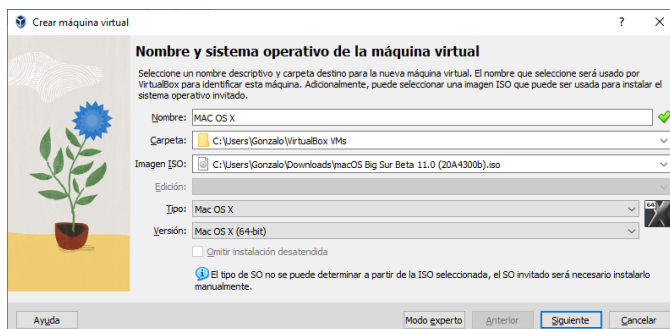 Crear máquina virtual
? ×
Nombre y sistema operativo de la máquina virtual
Seleccione un nombre descriptivo y carpeta destino para la nueva máquina virtual. El nombre que seleccione será usado por
VirtualBox para identificar esta máquina. Adicionalmente, puede seleccionar una imagen ISO que puede ser usada para instalar el
sistema operativo invitado.
Nombre: MAC OS X
Carpeta: C:\Users\Gonzalo\VirtualBox VMs
Imagen ISO: C:\Users\Gonzalo\Downloads\macOS Big Sur Beta 11.0 (20A4300b).iso
Edición:
Tipo: Mac OS X
64
Versión: Mac OS X (64-bit)
Omitir instalación desatendida
El tipo de SO no se puede determinar a partir de la ISO seleccionada, el SO invitado será necesario instalarlo
manualmente.
Ayuda Modo experto Anterior Siguiente Cancelar